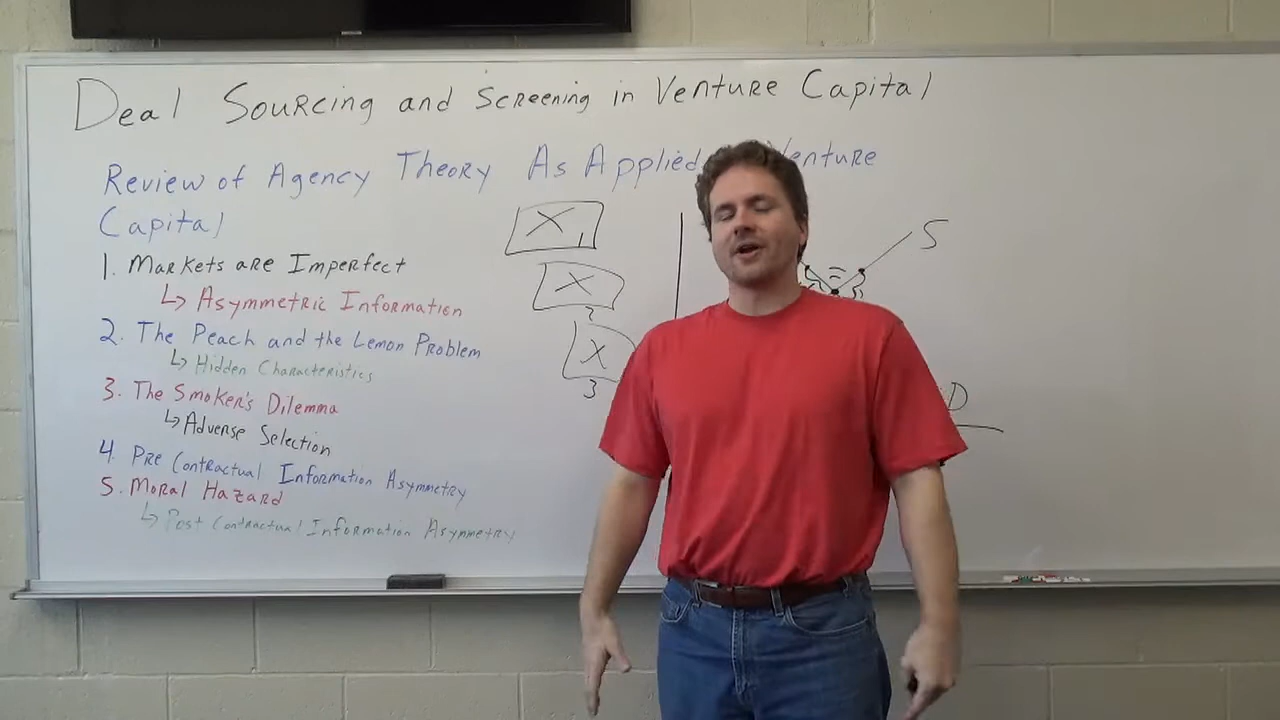 Deal Sourcing and Screening in Venture Capital
Review of Agency Theory As Applied Venture
Capital
1. Markets are Imperfect
↳ Asymmetric Information
2. The Peach and the Lemon Problem
↳ Hidden Characteristics
3. The Smoker's Dilemma
↳ Adverse Selection
4 Pre Contractual Information Asymmetry
5. Moral Hazard
↳ Post Contractual Information Asymmetry
X1
X
2
X
3
S
D